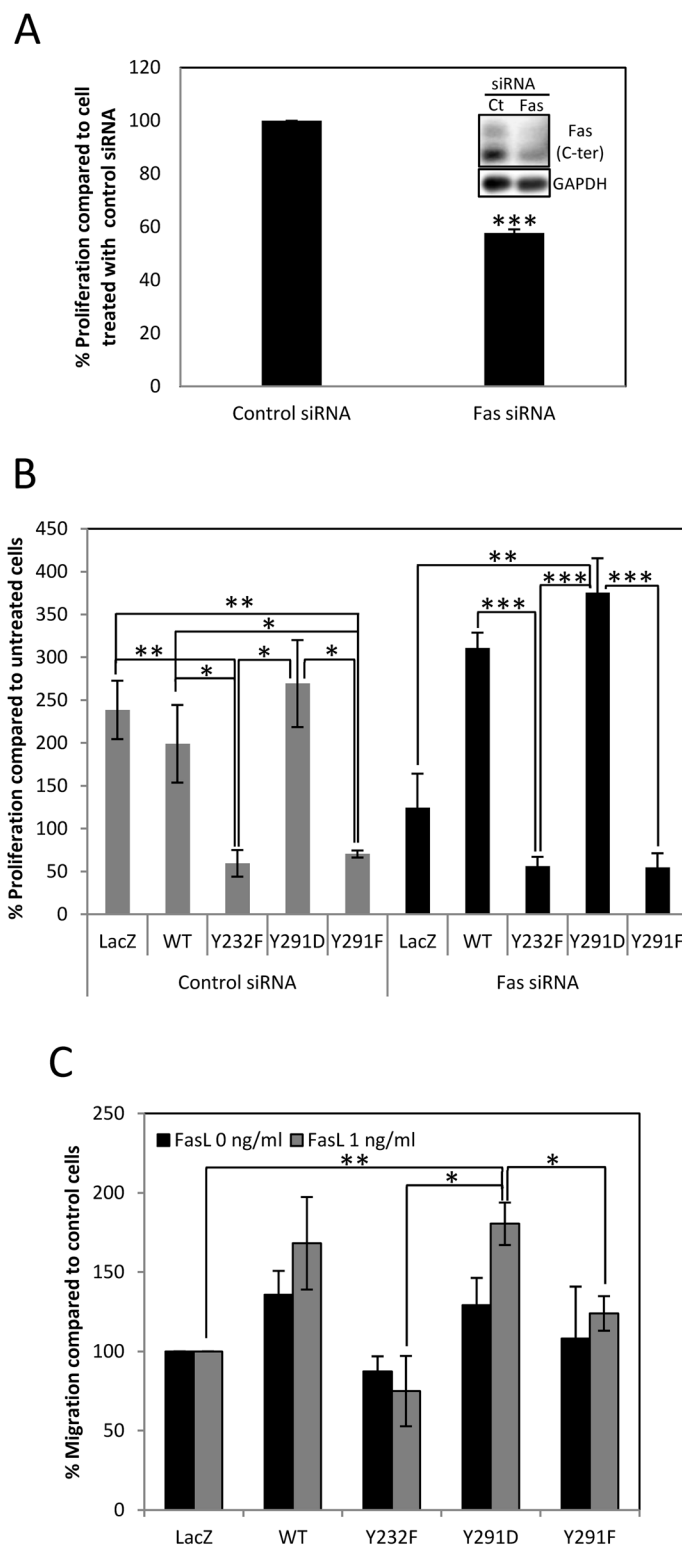 A
% Proliferation compared to cell
treated with control siRNA
120
100
80
60
40
20
0
siRNA
Ct Fas
Fas
(C-ter)
GAPDH
***
Control siRNA Fas siRNA
B
% Proliferation compared to untreated cells
450
400
350
300
250
200
150
100
50
0
**
*
**
*
*
*
**
***
***
***
LacZ WT Y232F Y291D Y291F LacZ WT Y232F Y291D Y291F
Control siRNA Fas siRNA
C
% Migration compared to control cells
250
200
150
100
50
0
FasL 0 ng/ml FasL 1 ng/ml
**
*
*
LacZ WT Y232F Y291D Y291F